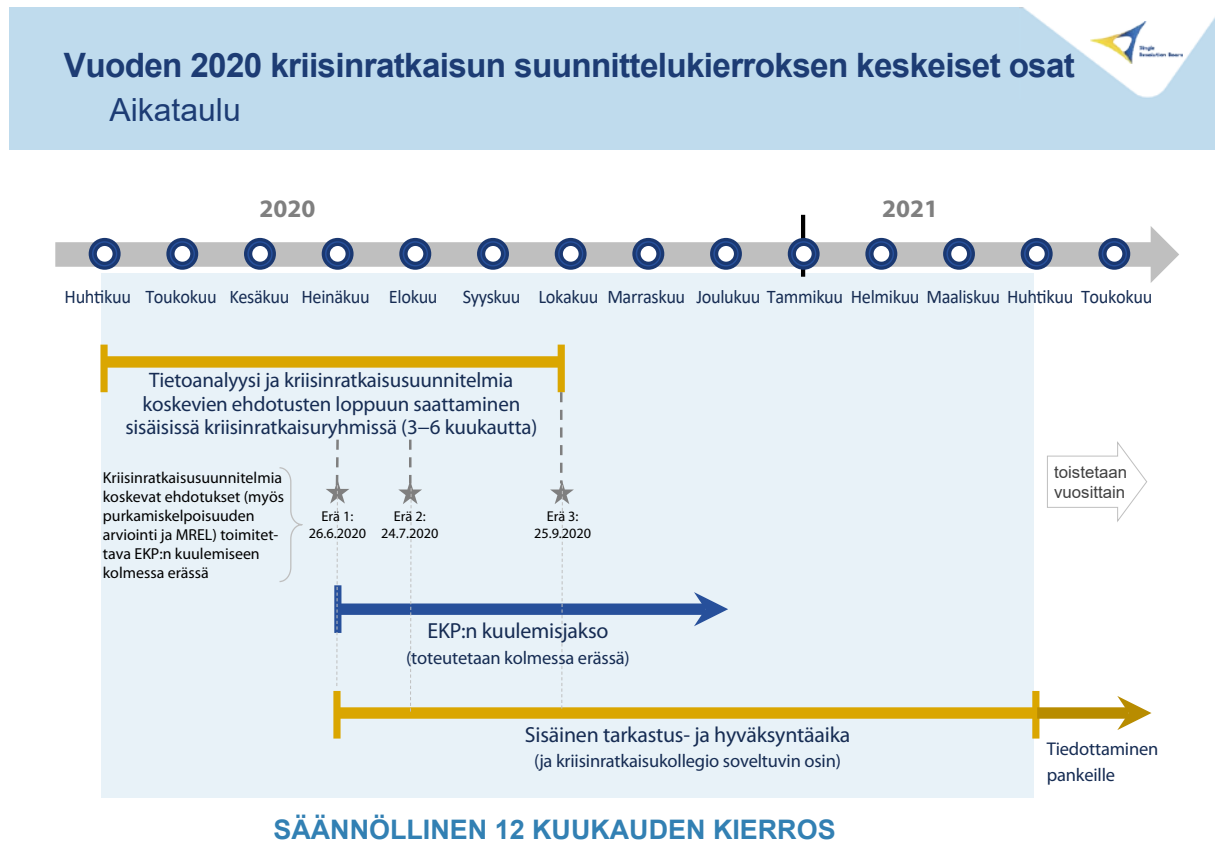 Vuoden 2020 kriisinratkaisun suunnittelukierroksen keskeiset osat
Aikataulu
Single
Resolution Board
2020
2021
Huhtikuu Toukokuu Kesäkuu Heinäkuu Elokuu Syyskuu Lokakuu Marraskuu Joulukuu Tammikuu Helmikuu Maaliskuu Huhtikuu Toukokuu
Tietoanalyysi ja kriisinratkaisusuunnitelmia
koskevien ehdotusten loppuun saattaminen
sisäisissä kriisinratkaisuryhmissä (3–6 kuukautta)
Kriisinratkaisusuunnitelmia
koskevat ehdotukset (myös
purkamiskelpoisuuden
arviointi ja MREL) toimitet-
tava EKP:n kuulemiseen
kolmessa erässä
Erä 1:
26.6.2020
Erä 2:
24.7.2020
Erä 3:
25.9.2020
toistetaan
vuosittain
EKP:n kuulemisjakso
(toteutetaan kolmessa erässä)
Sisäinen tarkastus- ja hyväksyntäaika
(ja kriisinratkaisukollegio soveltuvin osin)
Tiedottaminen
pankeille
SÄÄNNÖLLINEN 12 KUUKAUDEN KIERROS